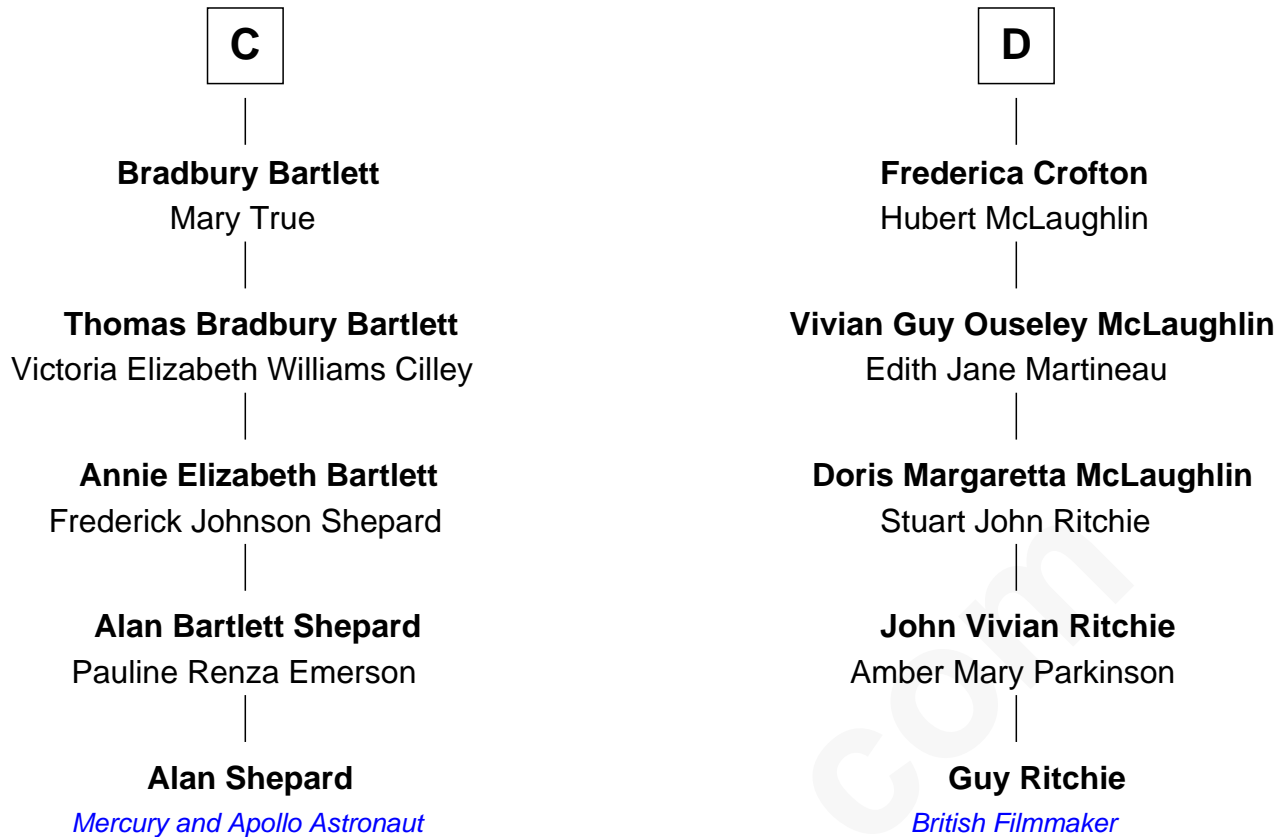 C
Bradbury Bartlett
Mary True
Thomas Bradbury Bartlett
Victoria Elizabeth Williams Cilley
Annie Elizabeth Bartlett
Frederick Johnson Shepard
Alan Bartlett Shepard
Pauline Renza Emerson
Alan Shepard
Mercury and Apollo Astronaut
D
Frederica Crofton
Hubert McLaughlin
Vivian Guy Ouseley McLaughlin
Edith Jane Martineau
Doris Margaretta McLaughlin
Stuart John Ritchie
John Vivian Ritchie
Amber Mary Parkinson
Guy Ritchie
British Filmmaker
com